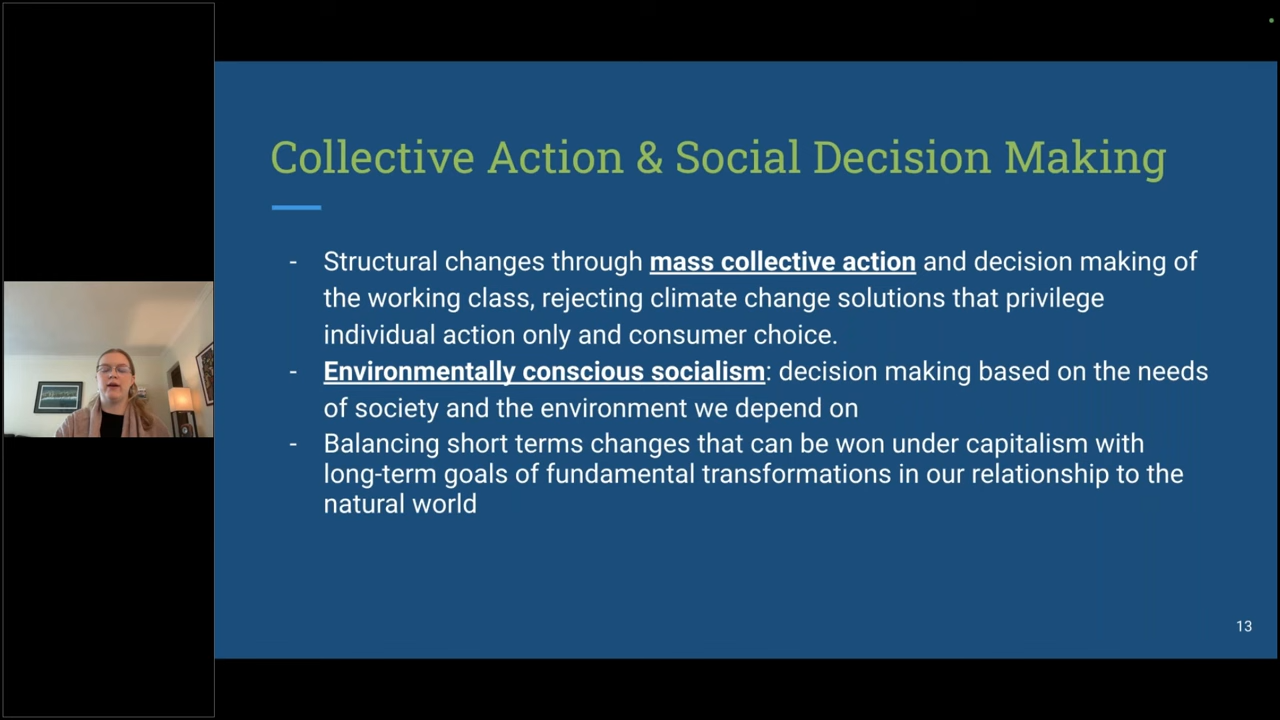 Collective Action & Social Decision Making
- Structural changes through mass collective action and decision making of
the working class, rejecting climate change solutions that privilege
individual action only and consumer choice.
- Environmentally conscious socialism: decision making based on the needs
of society and the environment we depend on
- Balancing short terms changes that can be won under capitalism with
long-term goals of fundamental transformations in our relationship to the
natural world
13